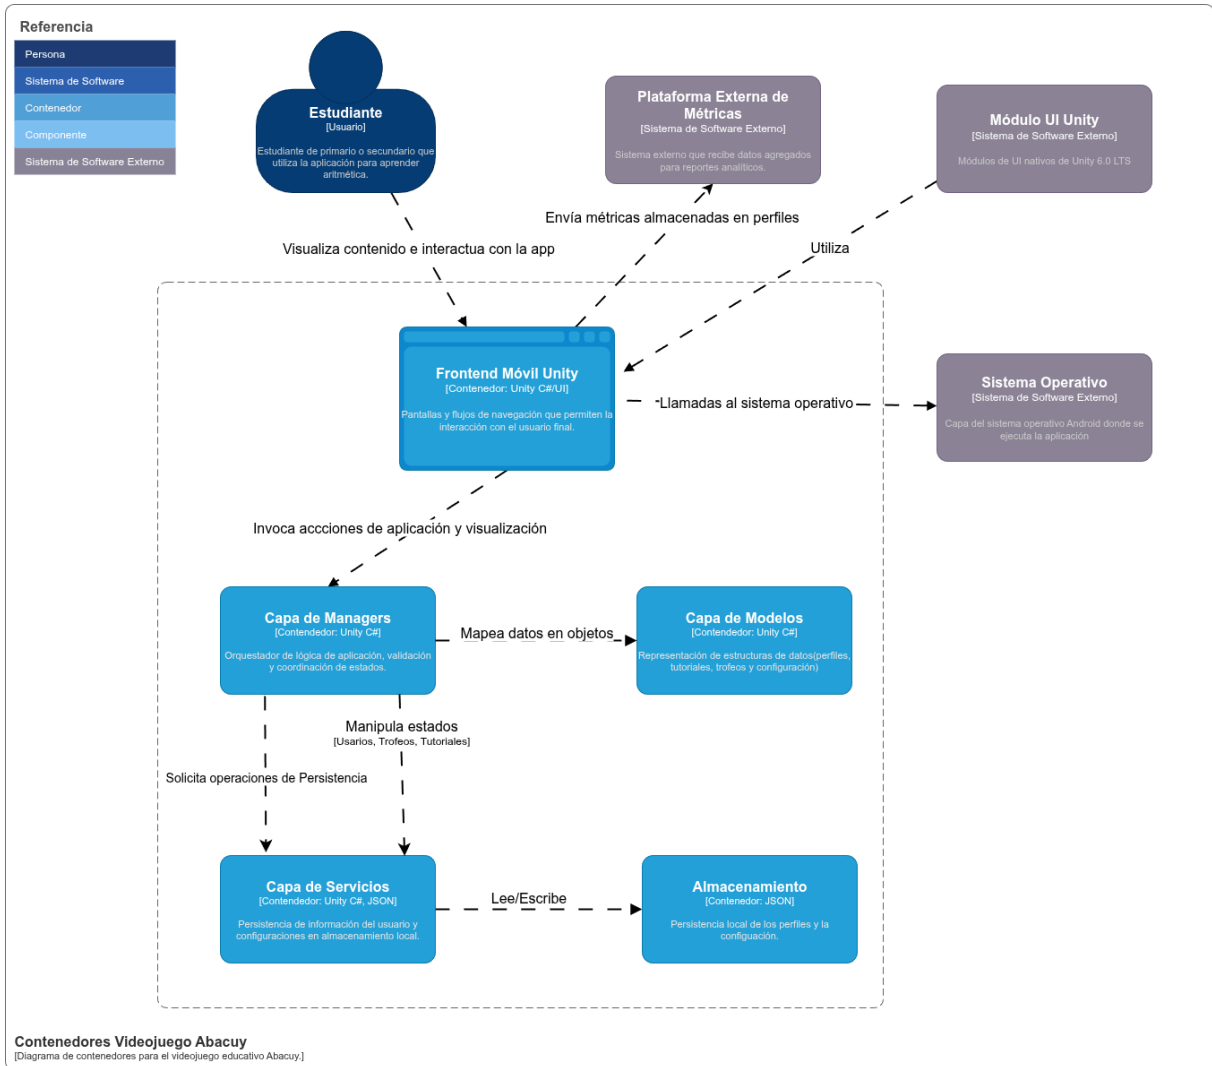 Referencia
Persona
Sistema de Software
Contenedor
Componente
Sistema de Software Externo
Estudiante
[Usuario]
Estudiante de primario o secundario que
utiliza la aplicación para aprender
aritmética.
Plataforma Externa de
Métricas
[Sistema de Software Externo]
Sistema externo que recibe datos agregados
para reportes analíticos.
Módulo UI Unity
[Sistema de Software Externo]
Módulos de UI nativos de Unity 6.0 LTS
Envía métricas almacenadas en perfiles
Visualiza contenido e interactua con la app
Utiliza
Frontend Móvil Unity
[Contenedor: Unity C#/UI]
Pantallas y flujos de navegación que permiten la
interacción con el usuario final.
Llamadas al sistema operativo
Sistema Operativo
[Sistema de Software Externo]
Capa del sistema operativo Android donde se
ejecuta la aplicación
Invoca accciones de aplicación y visualización
Capa de Managers
[Contendedor: Unity C#]
Orquestador de lógica de aplicación, validación
y coordinación de estados.
Mapea datos en objetos
Capa de Modelos
[Contendedor: Unity C#]
Representación de estructuras de datos(perfiles,
tutoriales, trofeos y configuración)
Manipula estados
[Usarios, Trofeos, Tutoriales]
Solicita operaciones de Persistencia
Capa de Servicios
[Contendedor: Unity C#, JSON]
Persistencia de información del usuario y
configuraciones en almacenamiento local.
Lee/Escribe
Almacenamiento
[Contenedor: JSON]
Persistencia local de los perfiles y la
configuación.
Contenedores Videojuego Abacuy
[Diagrama de contenedores para el videojuego educativo Abacuy.]